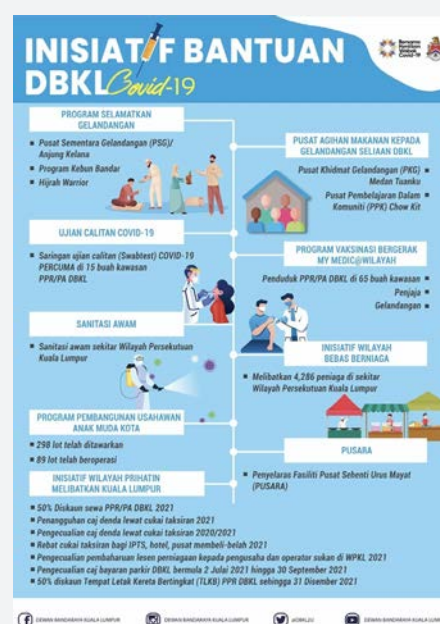 INISIATIF BANTUAN
DBKL Covid-19
PROGRAM SELAMATKAN
GELANDANGAN
Pusat Sementara Gelandangan (PSG)/
Anjung Kelana
Program Kebun Bandar
Hijrah Warrior
PUSAT AGIHAN MAKANAN KEPADA
GELANDANGAN SELIAAN DBKL
Pusat Khidmat Gelandangan (PKG)
Medan Tuanku
Pusat Pembelajaran Dalam
Komuniti (PPK) Chow Kit
UJIAN CALITAN COVID-19
Saringan ujian calitan (Swabtest) COVID-19
PERCUMA di 15 buah kawasan
PPR/PA DBKL
PROGRAM VAKSINASI BERGERAK
MY MEDIC@WILAYAH
Penduduk PPR/PA DBKL di 65 buah kawasan
Penjaja
Gelandangan
SANITASI AWAM
Sanitasi awam sekitar Wilayah Persekutuan
Kuala Lumpur
INISIATIF WILAYAH
BEBAS BERNIAGA
Melibatkan 4,286 peniaga di sekitar
Wilayah Persekutuan Kuala Lumpur
PROGRAM PEMBANGUNAN USAHAWAN
ANAK MUDA KOTA
298 lot telah ditawarkan
89 lot telah beroperasi
PUSARA
Penyelaras Fasiliti Pusat Sehenti Urus Mayat
(PUSARA)
INISIATIF WILAYAH PRIHATIN
MELIBATKAN KUALA LUMPUR
50% Diskaun sewa PPR/PA DBKL 2021
Penangguhan caj denda lewat cukai taksiran 2021
Pengecualian caj denda lewat cukai taksiran 2020/2021
Rebat cukai taksiran bagi IPTS, hotel, pusat membeli-belah 2021
Pengecualian pembaharuan lesen perniagaan kepada pengusaha dan operator sukan di WPKL 2021
Pengecualian caj bayaran parkir DBKL bermula 2 Julai 2021 hingga 30 September 2021
50% diskaun Tempat Letak Kereta Bertingkat (TLKB) PPR DBKL sehingga 31 Disember 2021
DEWAN BANDARAYA KUALA LUMPUR
DEWAN BANDARAYA KUALA LUMPUR
DEWAN BANDARAYA KUALA LUMPUR